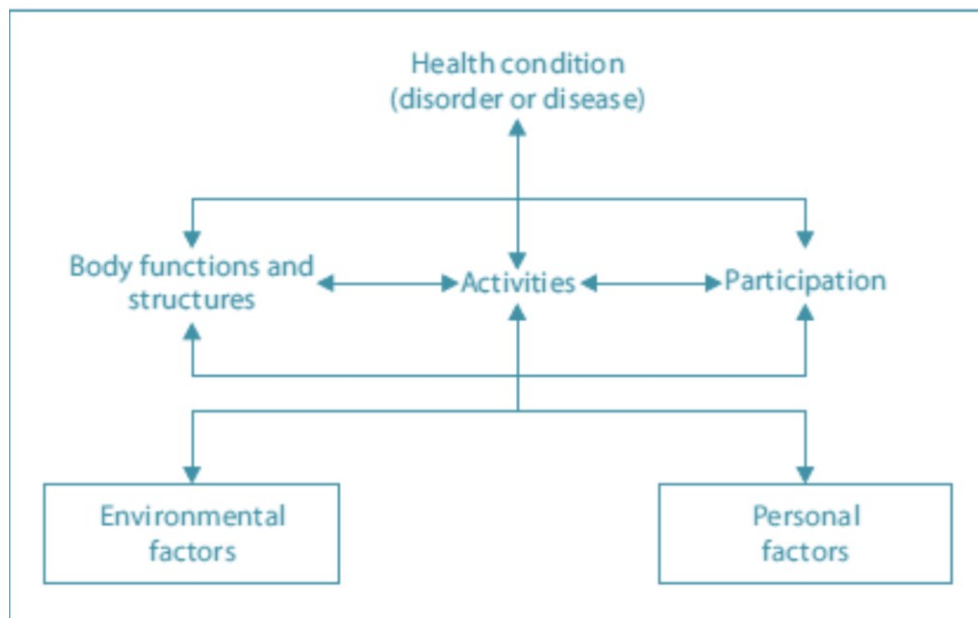 Health condition
(disorder or disease)
Body functions and
structures
Activities
Participation
Environmental
factors
Personal
factors